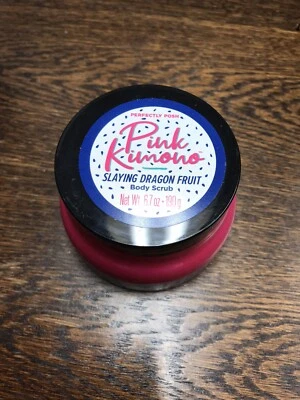 PERFECTLY POSH
Pink
Kimono
SLAYING DRAGON FRUIT
Body Scrub
Net Wt. 6.7 oz • 190 g